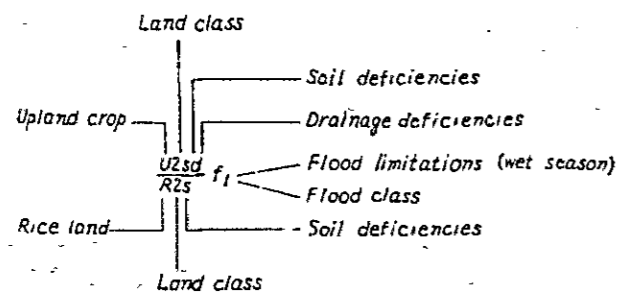 Land class
Soil deficiencies
Upland crop
Drainage deficiencies
U2sd
R2s
f1
Flood limitations (wet season)
Flood class
Rice land
Soil deficiencies
Land class